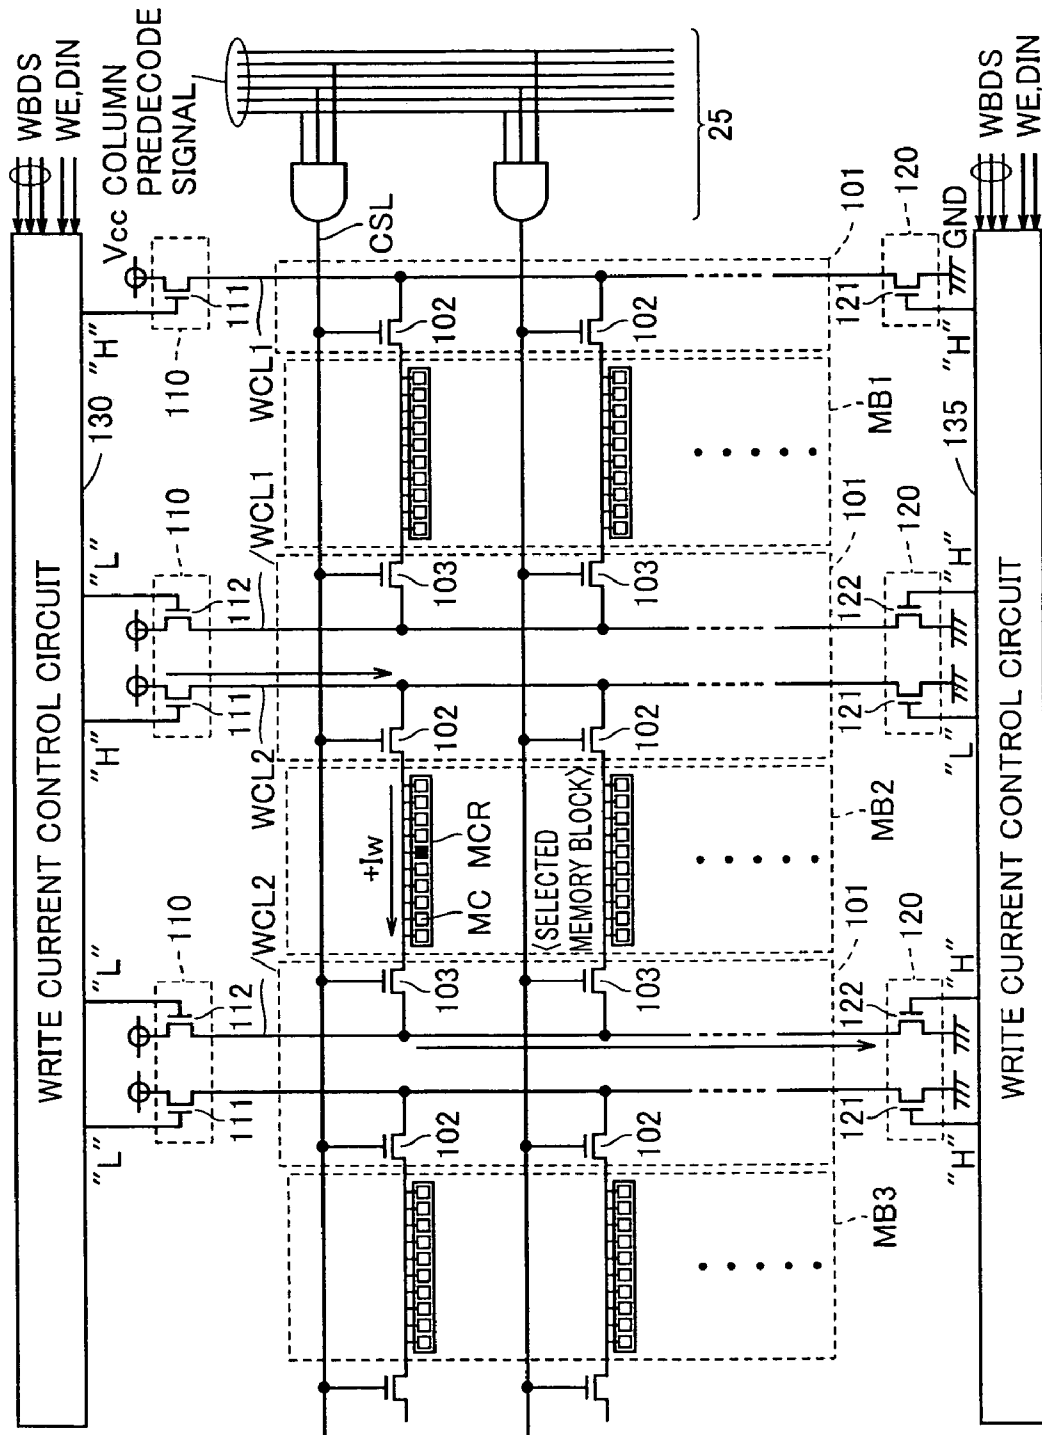 WBDS
WRITE CURRENT CONTROL CIRCUIT
WE,DIN
"L"
"L"
"H"
"L"
130
"H"
Vcc
COLUMN
PREDECODE
SIGNAL
110
110
110
111
112
111
112
111
WCL2
WCL2
WCL1
WCL1
CSL
+Iw
102
103
102
103
102
MC
MCR
<SELECTED
MEMORY BLOCK>
102
103
102
103
102
25
121
122
121
122
121
101
101
101
MB3
MB2
MB1
120
120
120
GND
"H"
"H"
"L"
"H"
135
"H"
WBDS
WRITE CURRENT CONTROL CIRCUIT
WE,DIN